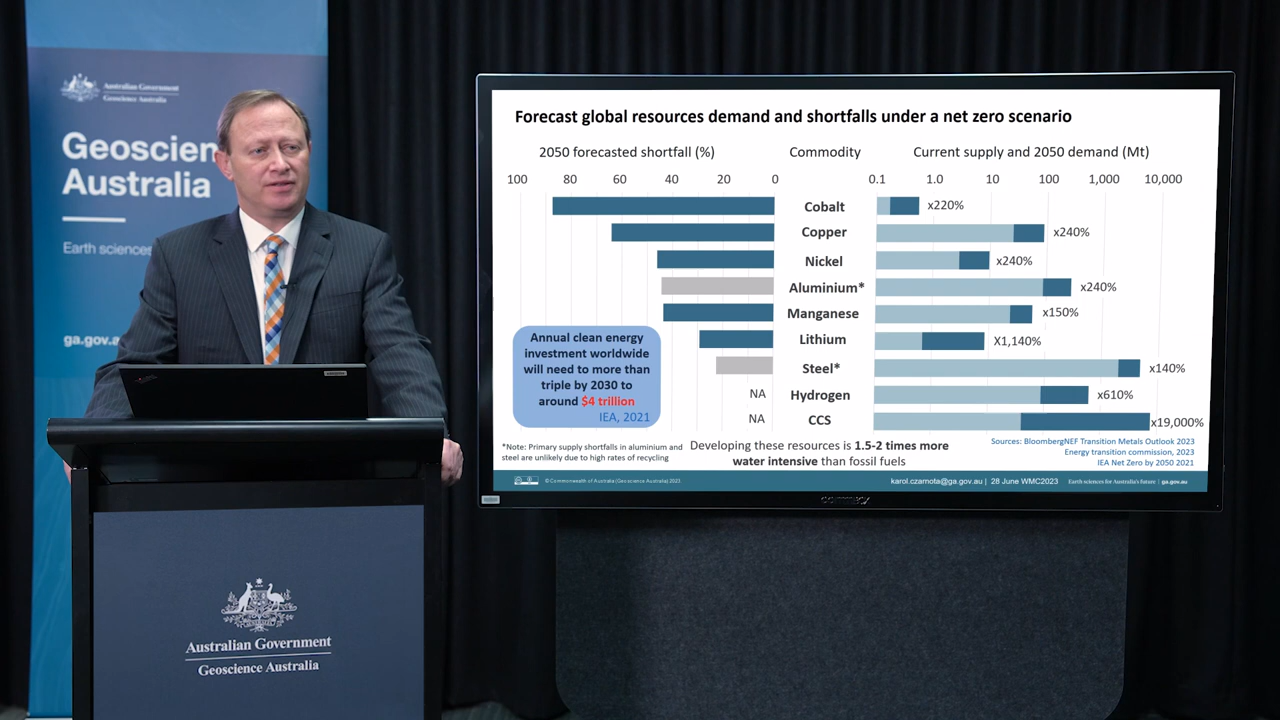 Australian Government
Geoscience Australia
Geoscien
Australia
Earth sciences
ga.gov.a
Forecast global resources demand and shortfalls under a net zero scenario
2050 forecasted shortfall (%) Commodity Current supply and 2050 demand (Mt)
100 80 60 40 20 0 0.1 1.0 10 100 1,000 10,000
Cobalt x220%
Copper x240%
Nickel x240%
Aluminium* x240%
Manganese x150%
Lithium X1,140%
Steel* x140%
NA Hydrogen x610%
NA CCS x19,000%
Annual clean energy
investment worldwide
will need to more than
triple by 2030 to
around $4 trillion
IEA, 2021
*Note: Primary supply shortfalls in aluminium and
steel are unlikely due to high rates of recycling
Developing these resources is 1.5-2 times more
water intensive than fossil fuels
Sources: BloombergNEF Transition Metals Outlook 2023
Energy transition commission, 2023
IEA Net Zero by 2050 2021
© Commonwealth of Australia (Geoscience Australia) 2023
karol.czarnota@ga.gov.au | 28 June WMC2023
Earth sciences for Australia's future | ga.gov.au
Australian Government
Geoscience Australia